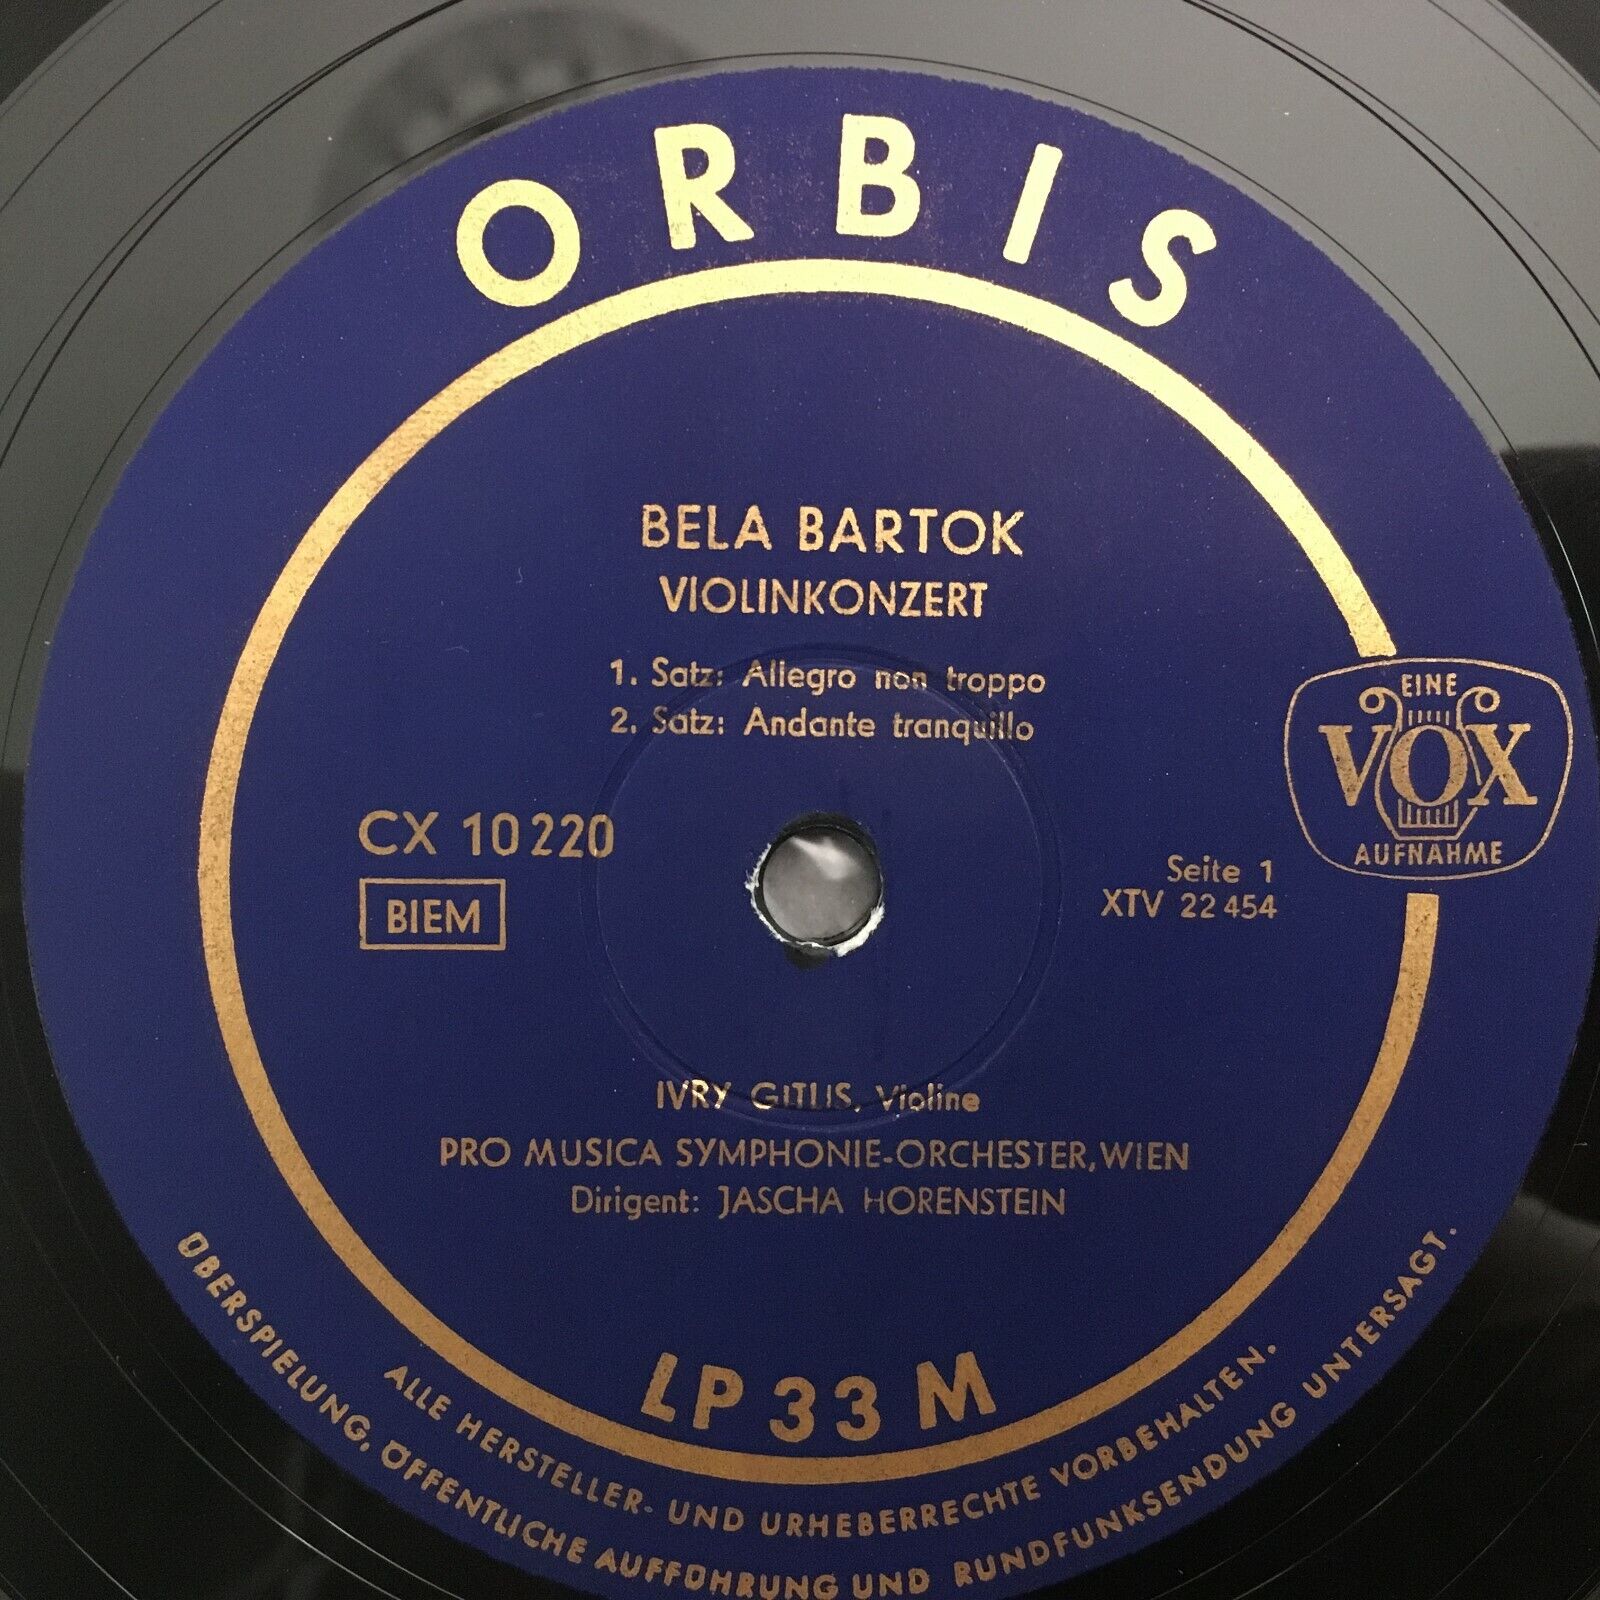 ORBIS
BELA BARTOK
VIOLINKONZERT
1. Satz: Allegro non troppo
2. Satz: Andante tranquillo
EINE
VOX
AUFNAHME
CX 10 220
BIEM
Seite 1
XTV 22 454
IVRY GITLIS, Violine
PRO MUSICA SYMPHONIE-ORCHESTER, WIEN
Dirigent: JASCHA HORENSTEIN
LP 33 M
ALLE HERSTELLER- UND URHEBERRECHTE VORBEHALTEN.
ÜBERSPIELUNG, ÖFFENTLICHE AUFFÜHRUNG UND RUNDFUNKSENDUNG UNTERSAGT.